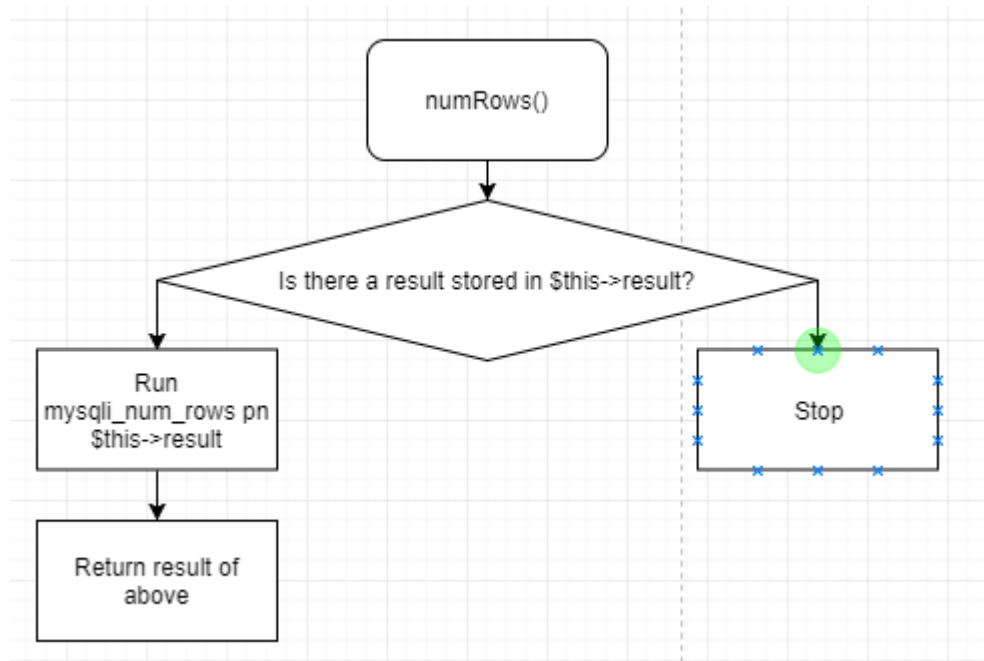 numRows()
Is there a result stored in $this->result?
Run
mysqli_num_rows pn
$this->result
Stop
Return result of
above